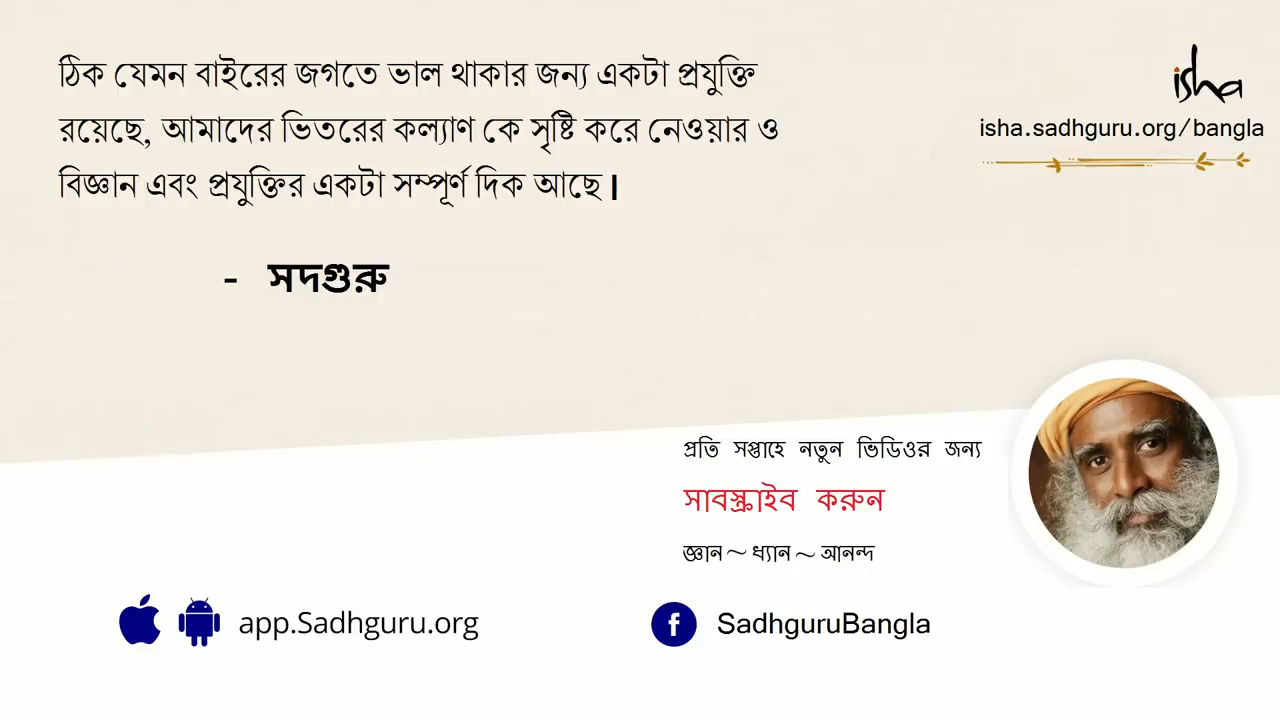 ঠিক যেমন বাইরের জগতে ভাল থাকার জন্য একটা প্রযুক্তি
রয়েছে, আমাদের ভিতরের কল্যাণ কে সৃষ্টি করে নেওয়ার ও
বিজ্ঞান এবং প্রযুক্তির একটা সম্পূর্ণ দিক আছে।
- সদগুরু
isha
isha.sadhguru.org/bangla
প্রতি সপ্তাহে নতুন ভিডিওর জন্য
সাবস্ক্রাইব করুন
জ্ঞান ~ ধ্যান ~ আনন্দ
app.Sadhguru.org
f SadhguruBangla